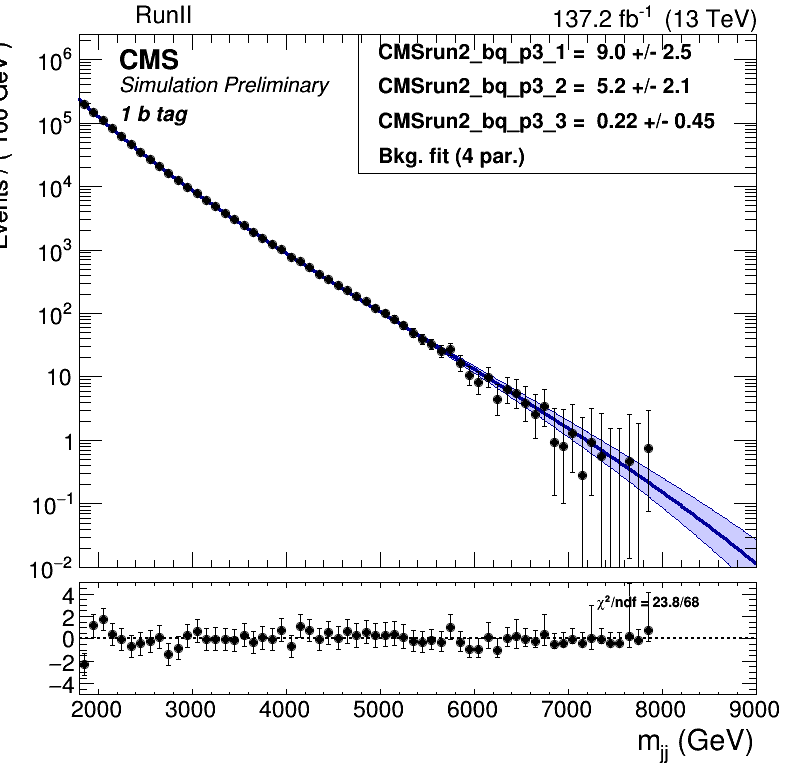 RunII
137.2 fb⁻¹ (13 TeV)
CMS
Simulation Preliminary
1 b tag
CMSrun2_bq_p3_1 = 9.0 +/- 2.5
CMSrun2_bq_p3_2 = 5.2 +/- 2.1
CMSrun2_bq_p3_3 = 0.22 +/- 0.45
Bkg. fit (4 par.)
Events / ( 100 GeV )
10⁶
10⁵
10⁴
10³
10²
10
1
10⁻¹
10⁻²
χ²/ndf = 23.8/68
4
2
0
−2
−4
2000 3000 4000 5000 6000 7000 8000 9000
mjj (GeV)